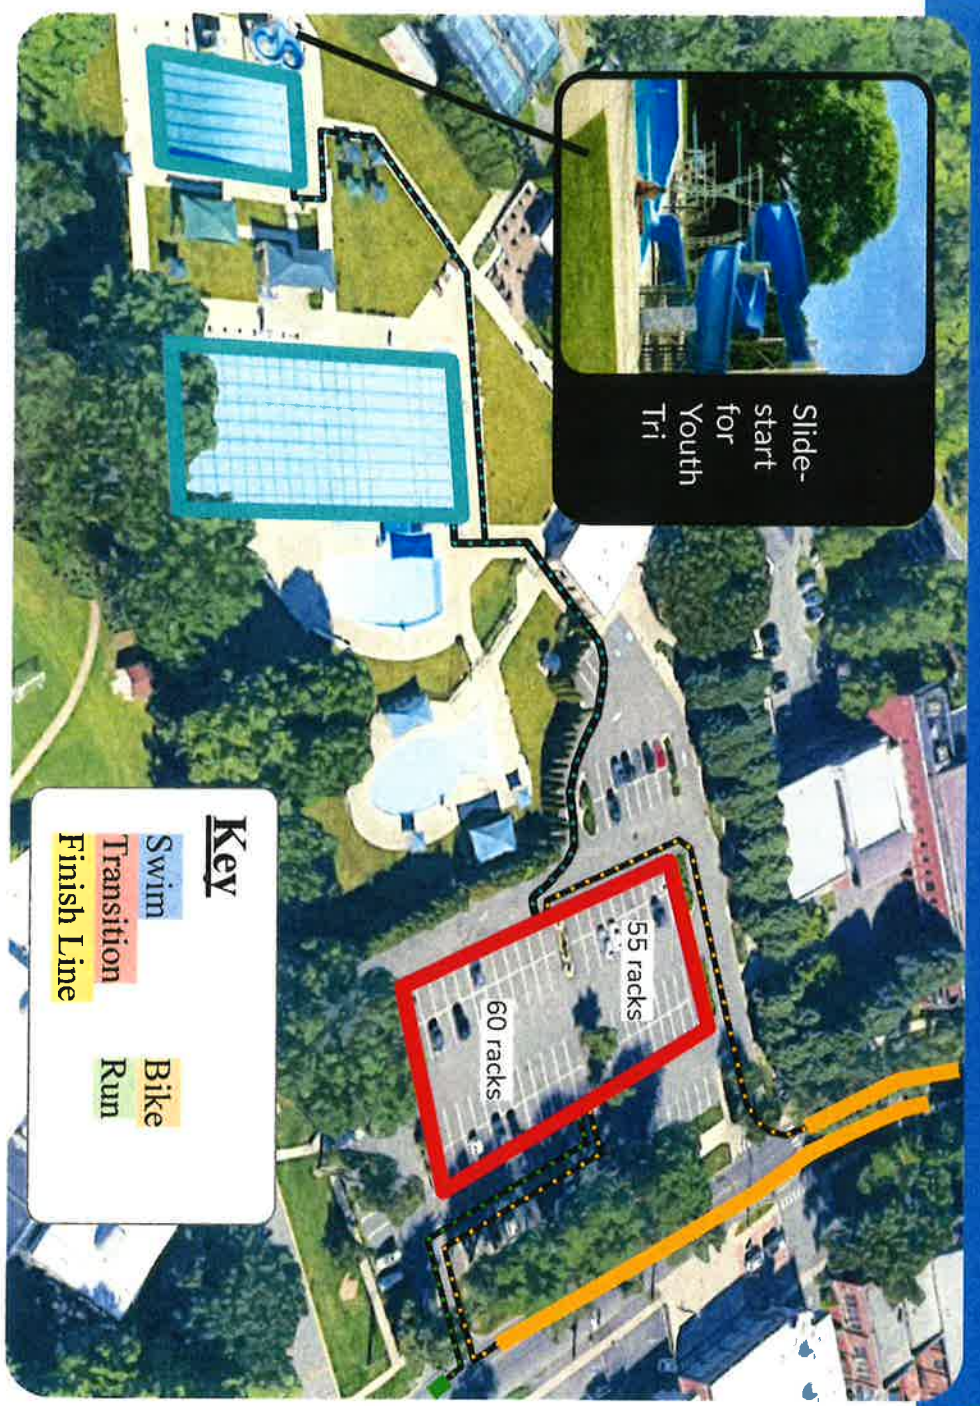 Slide-
start
for
Youth
Tri
55 racks
60 racks
Key
Swim
Bike
Transition
Run
Finish Line